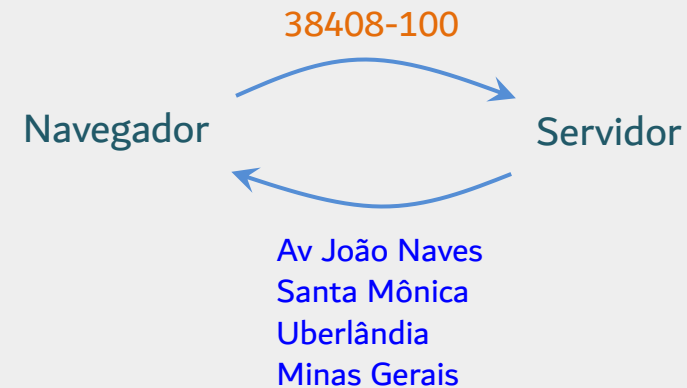 38408-100
Navegador
Servidor
Av João Naves
Santa Mônica
Uberlândia
Minas Gerais